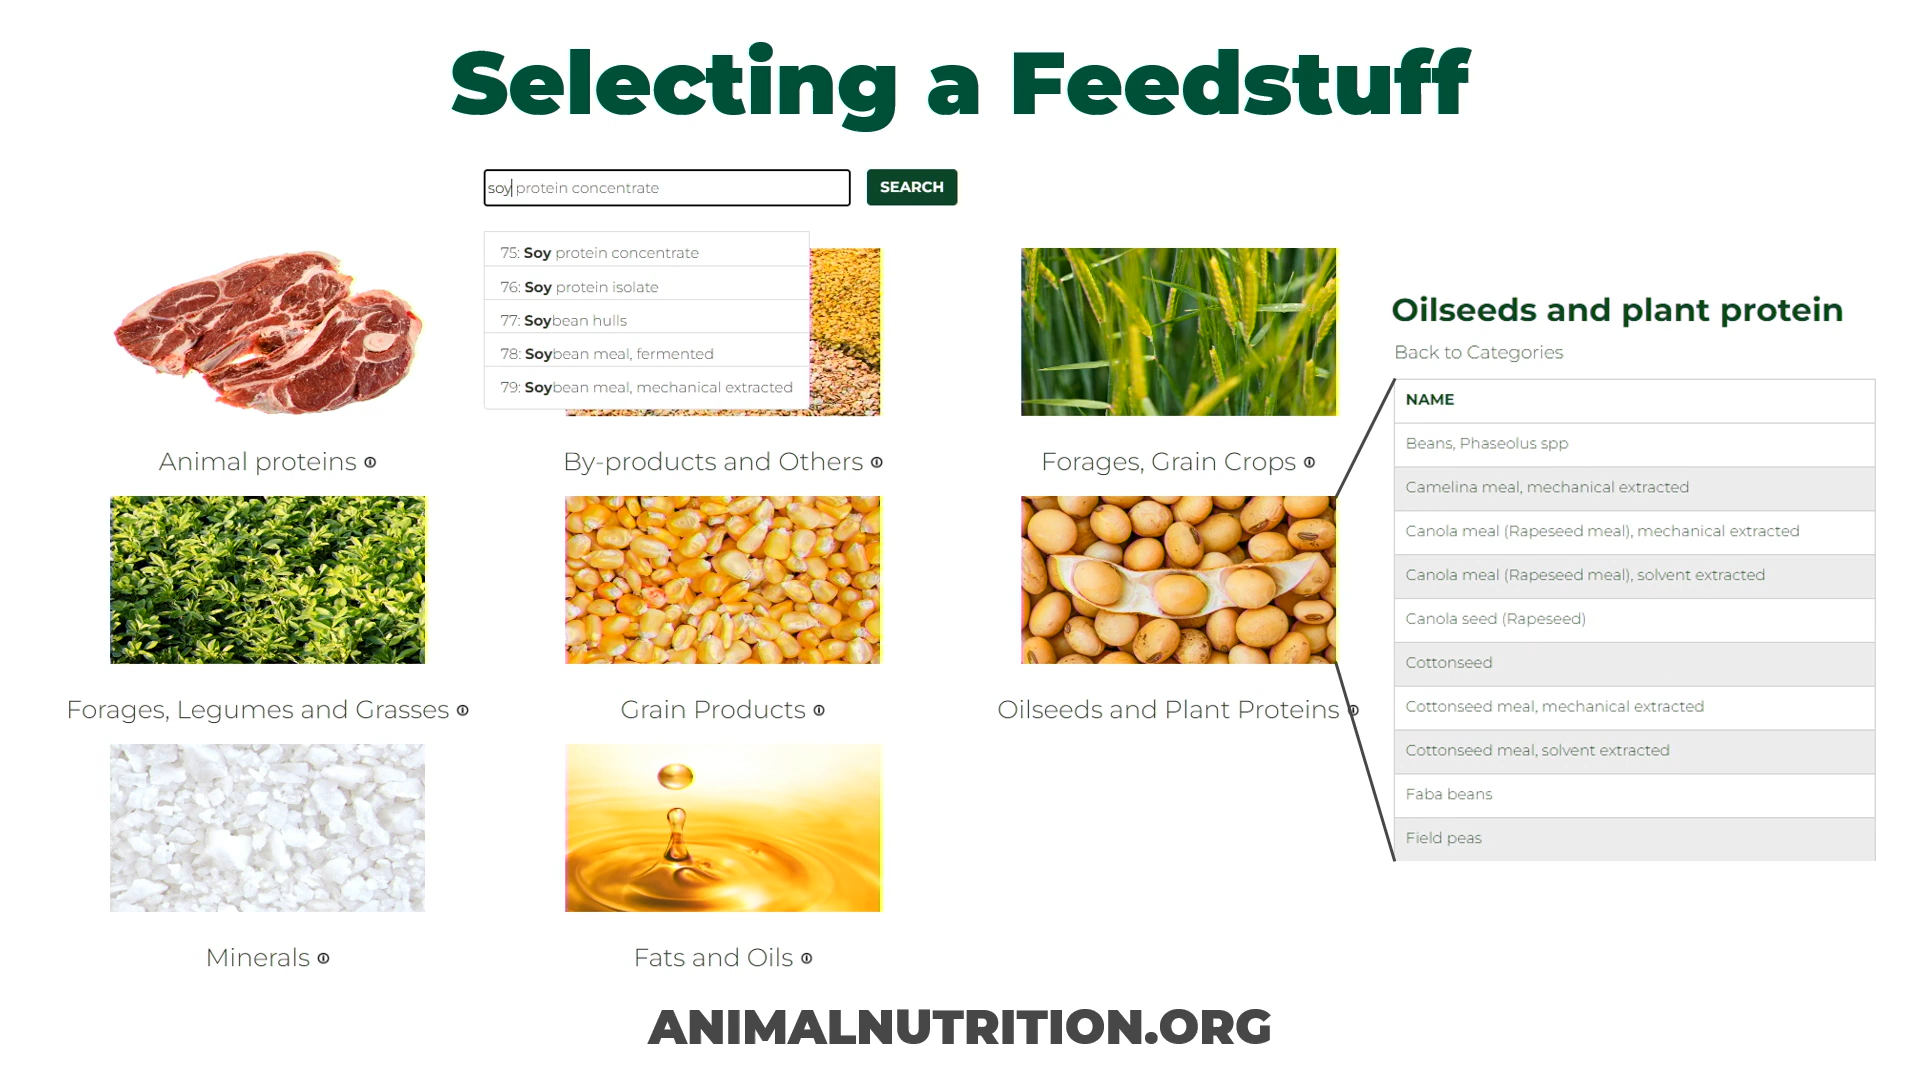 Selecting a Feedstuff
soy protein concentrate
SEARCH
75: Soy protein concentrate
76: Soy protein isolate
77: Soybean hulls
78: Soybean meal, fermented
79: Soybean meal, mechanical extracted
Animal proteins
By-products and Others
Forages, Grain Crops
Forages, Legumes and Grasses
Grain Products
Oilseeds and Plant Proteins
Minerals
Fats and Oils
Oilseeds and plant protein
Back to Categories
NAME
Beans, Phaseolus spp
Camelina meal, mechanical extracted
Canola meal (Rapeseed meal), mechanical extracted
Canola meal (Rapeseed meal), solvent extracted
Canola seed (Rapeseed)
Cottonseed
Cottonseed meal, mechanical extracted
Cottonseed meal, solvent extracted
Faba beans
Field peas
ANIMALNUTRITION.ORG